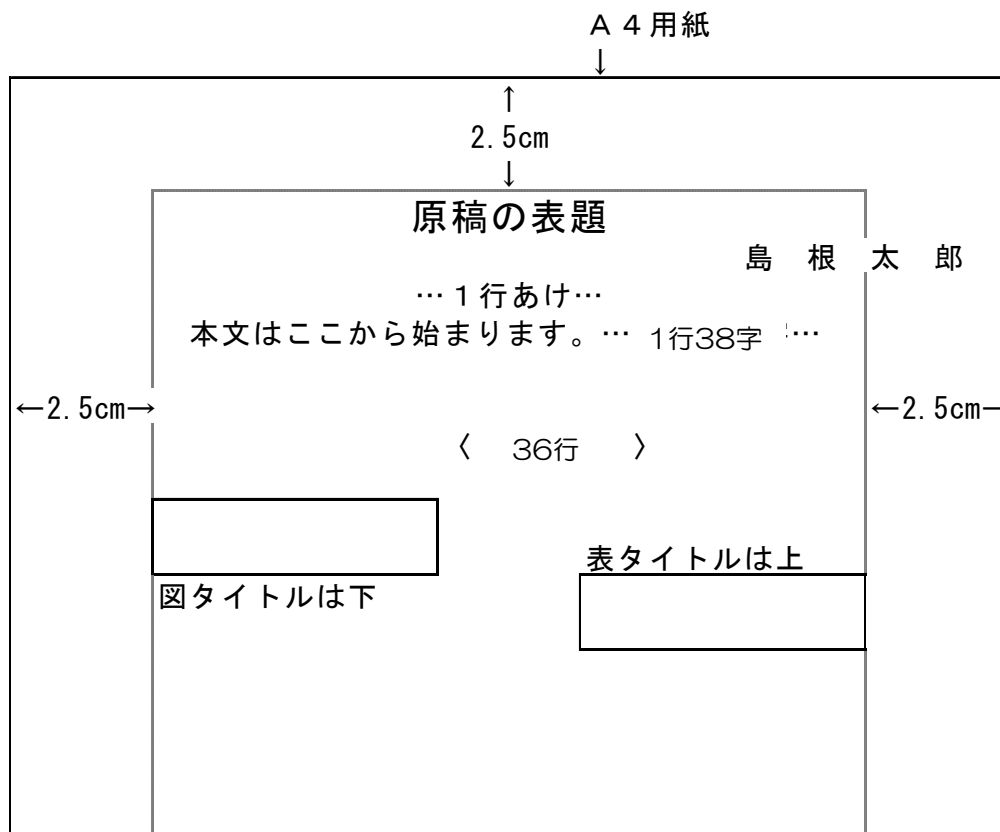 Ａ４用紙
↓
↑
2.5cm
↓
原稿の表題
島　根　太　郎
…１行あけ…
本文はここから始まります。… 1行38字 …
←2.5cm→ ←2.5cm─
〈　36行　〉
表タイトルは上
図タイトルは下